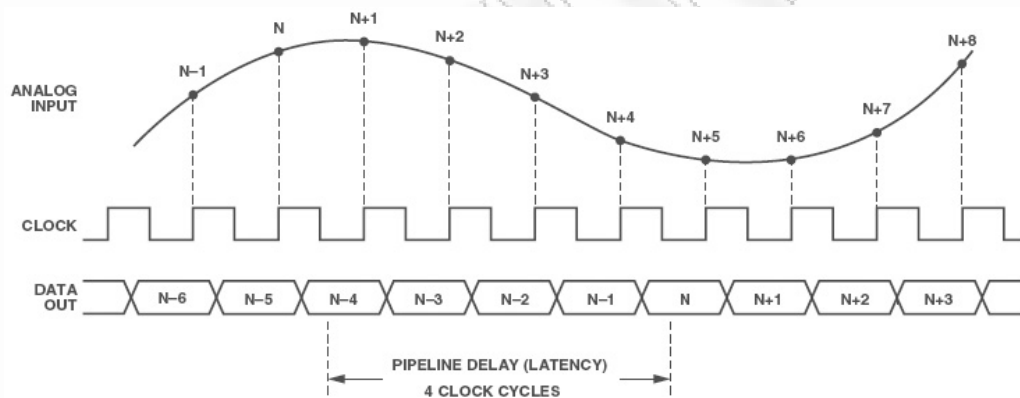 N–1
N
N+1
N+2
N+3
N+4
N+5
N+6
N+7
N+8
ANALOG
INPUT
CLOCK
DATA
OUT
N–6
N–5
N–4
N–3
N–2
N–1
N
N+1
N+2
N+3
PIPELINE DELAY (LATENCY)
4 CLOCK CYCLES